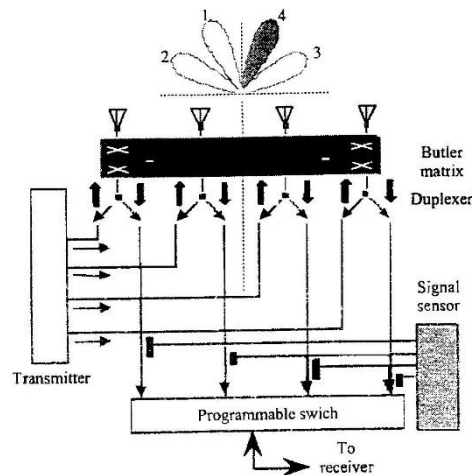 1
4
2
3
Butler
matrix
Duplexer
Signal
sensor
Transmitter
Programmable swich
To
receiver